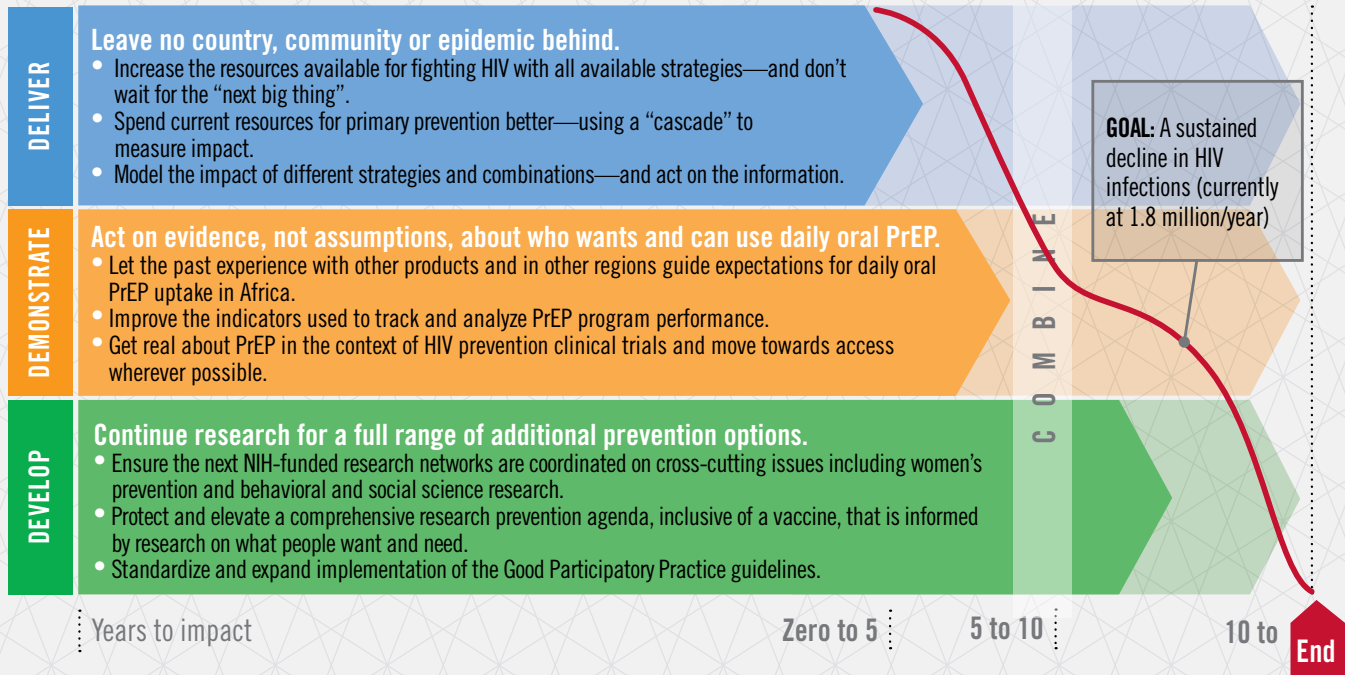 DELIVER
Leave no country, community or epidemic behind.
• Increase the resources available for fighting HIV with all available strategies—and don't
wait for the “next big thing”.
• Spend current resources for primary prevention better—using a “cascade” to
measure impact.
• Model the impact of different strategies and combinations—and act on the information.
DEMONSTRATE
Act on evidence, not assumptions, about who wants and can use daily oral PrEP.
• Let the past experience with other products and in other regions guide expectations for daily oral
PrEP uptake in Africa.
• Improve the indicators used to track and analyze PrEP program performance.
• Get real about PrEP in the context of HIV prevention clinical trials and move towards access
wherever possible.
DEVELOP
Continue research for a full range of additional prevention options.
• Ensure the next NIH-funded research networks are coordinated on cross-cutting issues including women's
prevention and behavioral and social science research.
• Protect and elevate a comprehensive research prevention agenda, inclusive of a vaccine, that is informed
by research on what people want and need.
• Standardize and expand implementation of the Good Participatory Practice guidelines.
COMBINE
GOAL: A sustained
decline in HIV
infections (currently
at 1.8 million/year)
Years to impact
Zero to 5
5 to 10
10 to
End